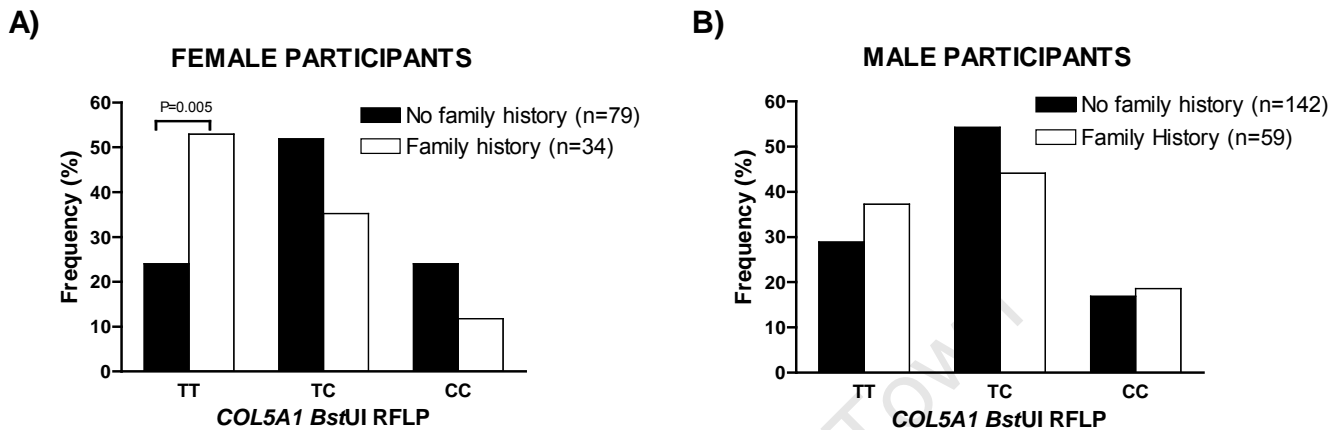 A)
FEMALE PARTICIPANTS
P=0.005
No family history (n=79)
Family history (n=34)
Frequency (%)
60
50
40
30
20
10
0
TT TC CC
COL5A1 BstUI RFLP
B)
MALE PARTICIPANTS
No family history (n=142)
Family History (n=59)
Frequency (%)
60
50
40
30
20
10
0
TT TC CC
COL5A1 BstUI RFLP